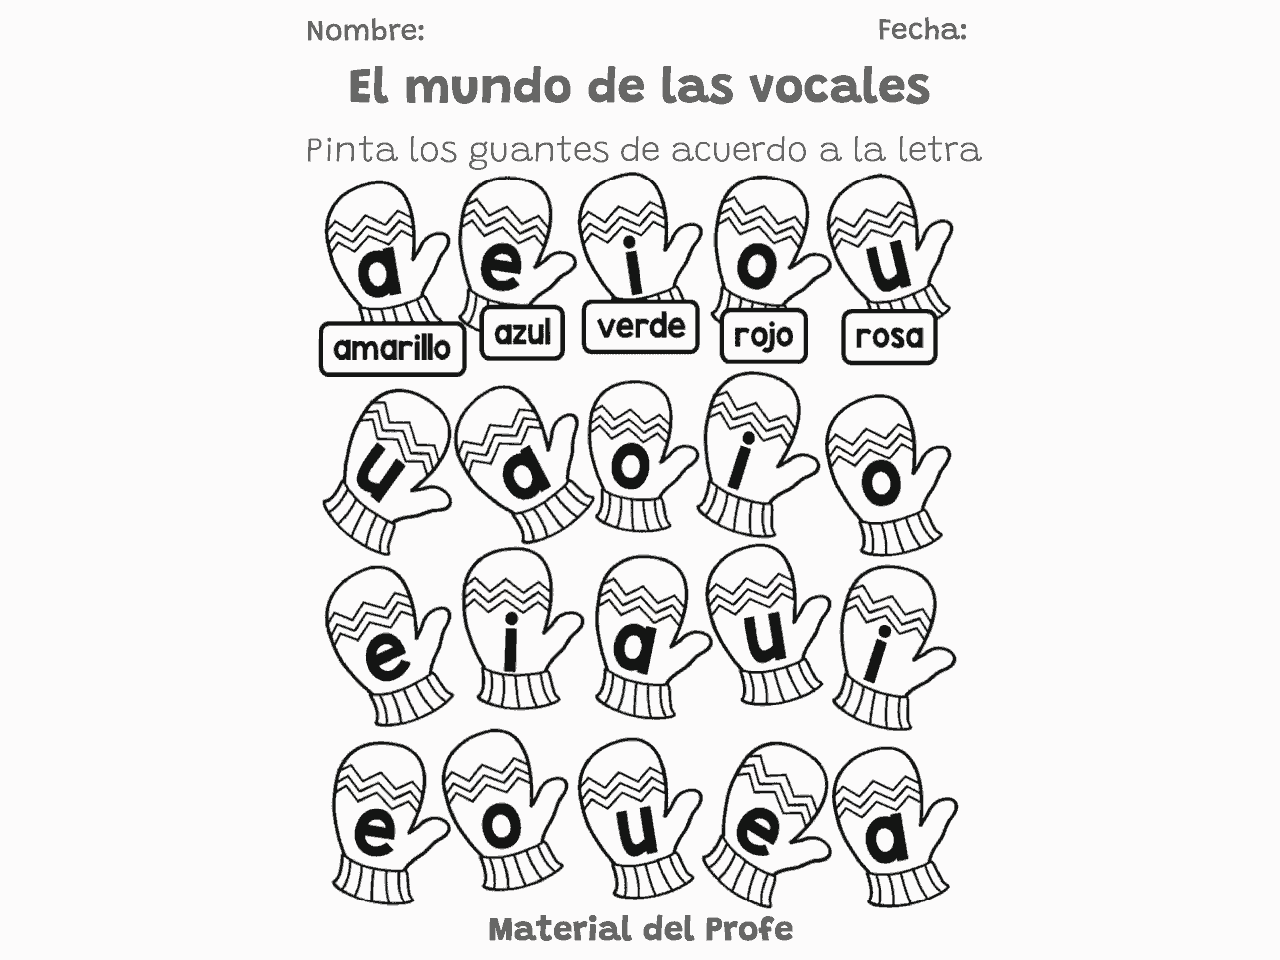 Nombre: Fecha:
El mundo de las vocales
Pinta los guantes de acuerdo a la letra
a e i o u
amarillo azul verde rojo rosa
u a o i o
e i a u i
e o u e a
Material del Profe